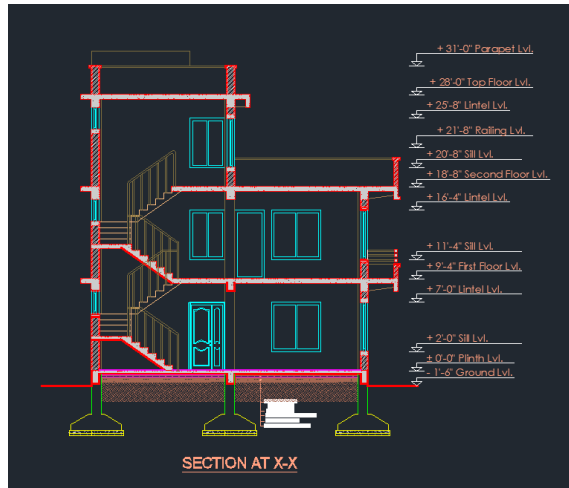 + 31'-0" Parapet Lvl.
+ 28'-0" Top Floor Lvl.
+ 25'-8" Lintel Lvl.
+ 21'-8" Railing Lvl.
+ 20'-8" Sill Lvl.
+ 18'-8" Second Floor Lvl.
+ 16'-4" Lintel Lvl.
+ 11'-4" Sill Lvl.
+ 9'-4" First Floor Lvl.
+ 7'-0" Lintel Lvl.
+ 2'-0" Sill Lvl.
± 0'-0" Plinth Lvl.
- 1'-6" Ground Lvl.
SECTION AT X-X